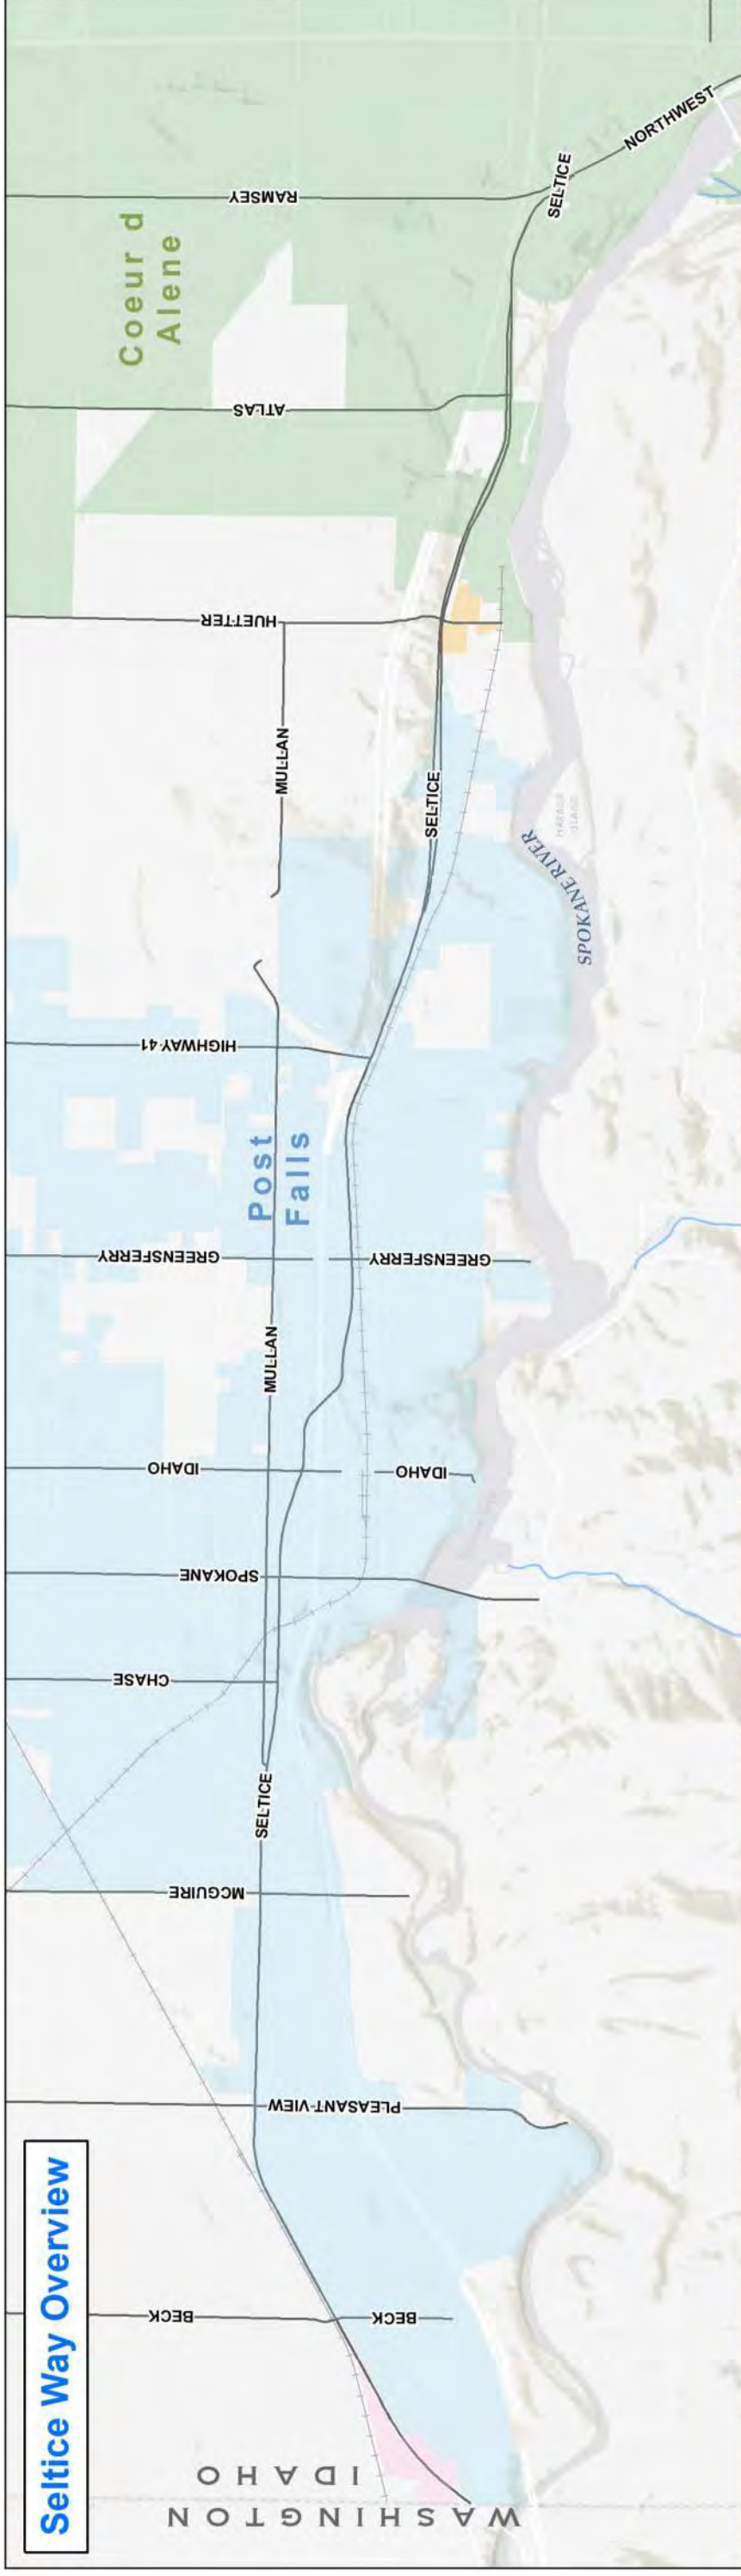 Seltice Way Overview
WASHINGTON
IDAHO
BECK
BECK
PLEASANT VIEW
MCGUIRE
SELTICE
CHASE
SPOKANE
IDAHO
IDAHO
MULLAN
GREENSFERRY
GREENSFERRY
Post
Falls
HIGHWAY 41
SPOKANE RIVER
SELTICE
MULLAN
HUETTER
ATLAS
Coeur d
Alene
RAMSEY
SELTICE
NORTHWEST